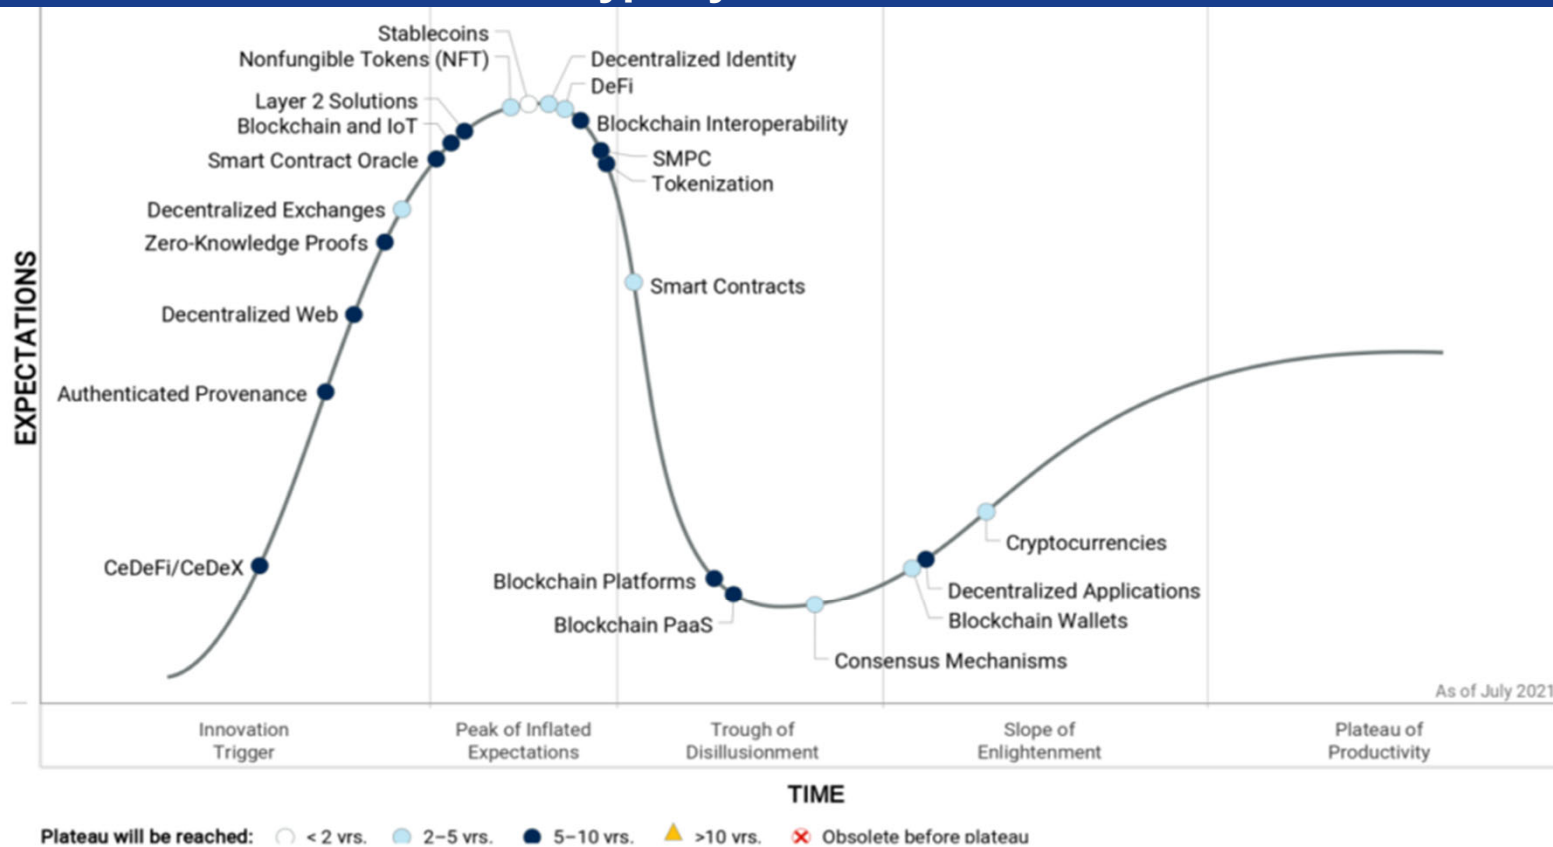 Stablecoins
Nonfungible Tokens (NFT)
Decentralized Identity
DeFi
Layer 2 Solutions
Blockchain and IoT
Blockchain Interoperability
Smart Contract Oracle
SMPC
Tokenization
Decentralized Exchanges
Zero-Knowledge Proofs
Smart Contracts
Decentralized Web
EXPECTATIONS
Authenticated Provenance
Cryptocurrencies
CeDeFi/CeDeX
Blockchain Platforms
Decentralized Applications
Blockchain PaaS
Blockchain Wallets
Consensus Mechanisms
As of July 2021
Innovation
Trigger
Peak of Inflated
Expectations
Trough of
Disillusionment
Slope of
Enlightenment
Plateau of
Productivity
TIME
Plateau will be reached: < 2 yrs. 2–5 yrs. 5–10 yrs. >10 yrs. Obsolete before plateau